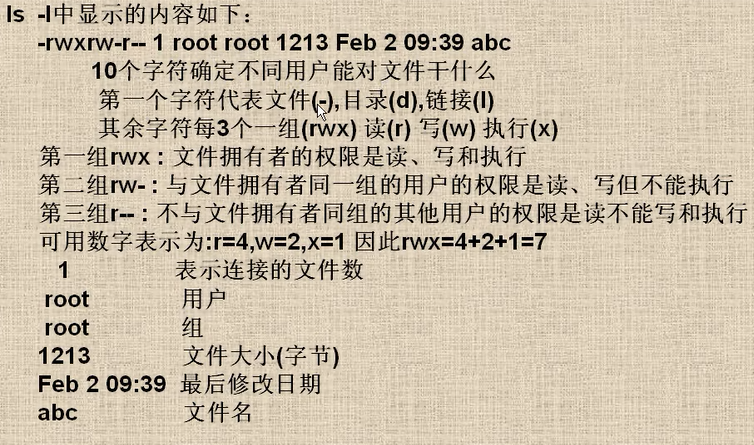 ls -l中显示的内容如下：
-rwxrw-r-- 1 root root 1213 Feb 2 09:39 abc
10个字符确定不同用户能对文件干什么
第一个字符代表文件(-),目录(d),链接(l)
其余字符每3个一组(rwx) 读(r) 写(w) 执行(x)
第一组rwx：文件拥有者的权限是读、写和执行
第二组rw-：与文件拥有者同一组的用户的权限是读、写但不能执行
第三组r--：不与文件拥有者同组的其他用户的权限是读不能写和执行
可用数字表示为:r=4,w=2,x=1 因此rwx=4+2+1=7
1 表示连接的文件数
root 用户
root 组
1213 文件大小(字节)
Feb 2 09:39 最后修改日期
abc 文件名